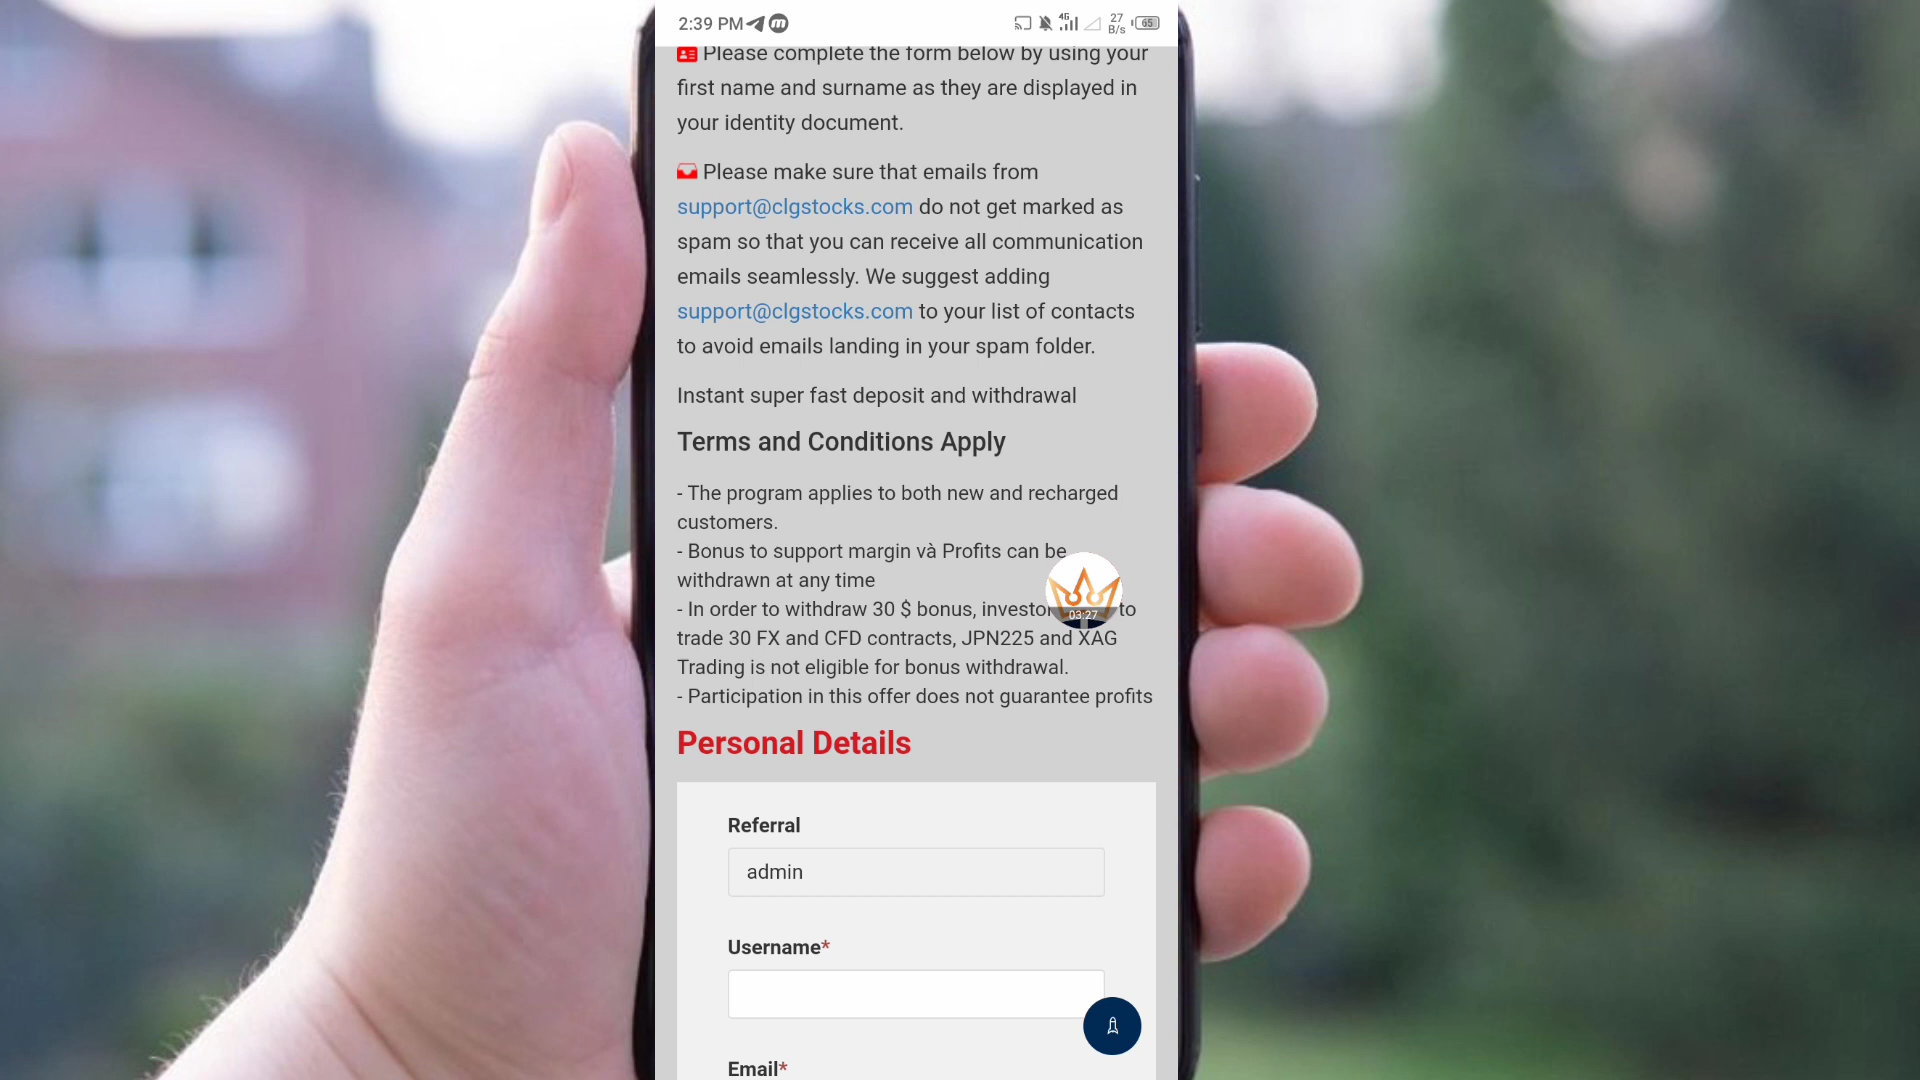 2:39 PM
4G
27
B/s
65
Please complete the form below by using your
first name and surname as they are displayed in
your identity document.
Please make sure that emails from
support@clgstocks.com do not get marked as
spam so that you can receive all communication
emails seamlessly. We suggest adding
support@clgstocks.com to your list of contacts
to avoid emails landing in your spam folder.
Instant super fast deposit and withdrawal
Terms and Conditions Apply
- The program applies to both new and recharged
customers.
- Bonus to support margin và Profits can be
withdrawn at any time
- In order to withdraw 30 $ bonus, to
03:27
trade 30 FX and CFD contracts, JPN225 and XAG
Trading is not eligible for bonus withdrawal.
- Participation in this offer does not guarantee profits
Personal Details
Referral
admin
Username*
Email*